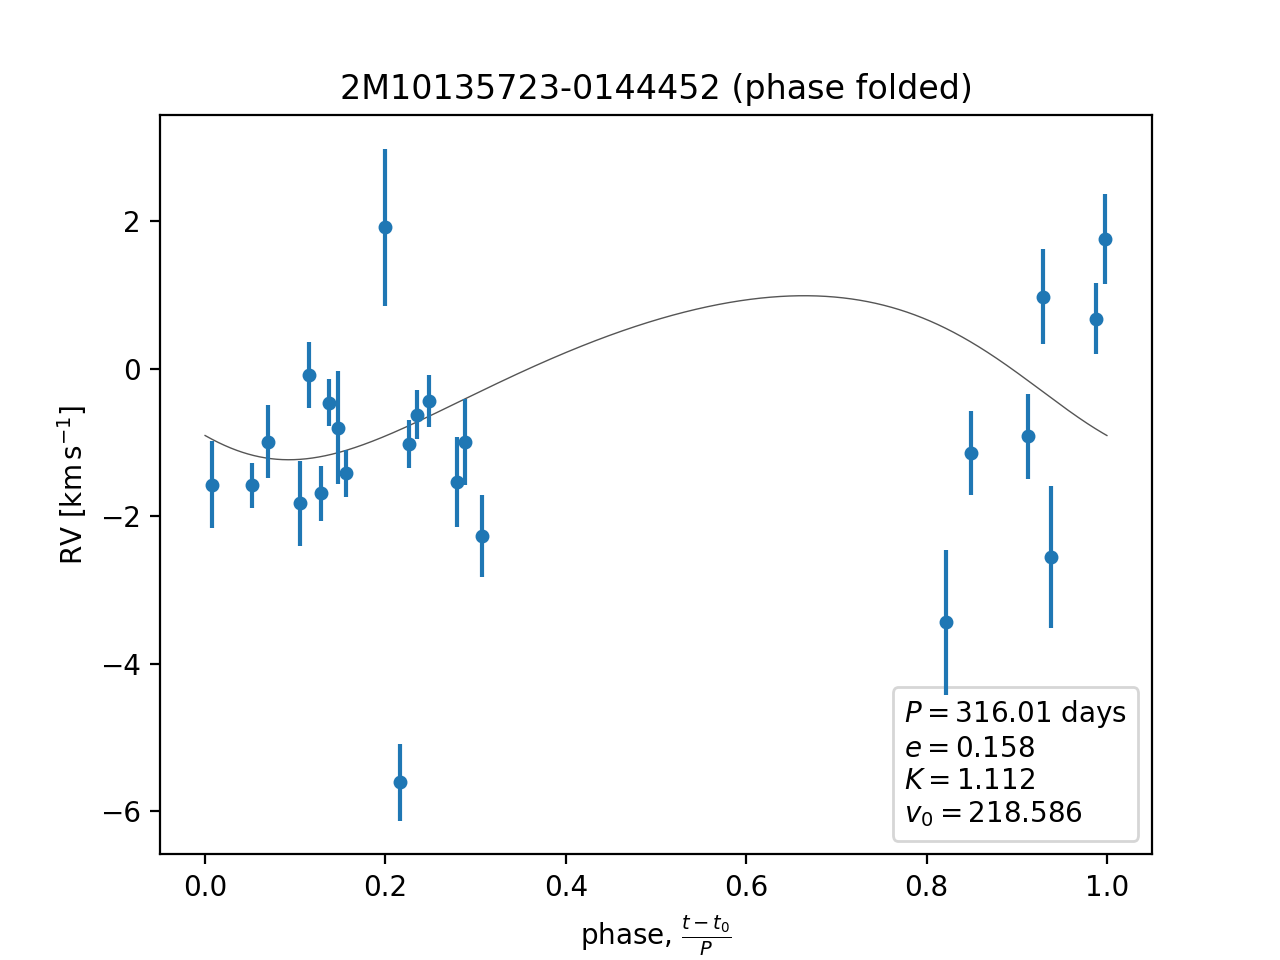 2M10135723-0144452 (phase folded)
RV [km s⁻¹]
2
0
−2
−4
−6
P = 316.01 days
e = 0.158
K = 1.112
v₀ = 218.586
0.0 0.2 0.4 0.6 0.8 1.0
phase, (t − t₀)/P